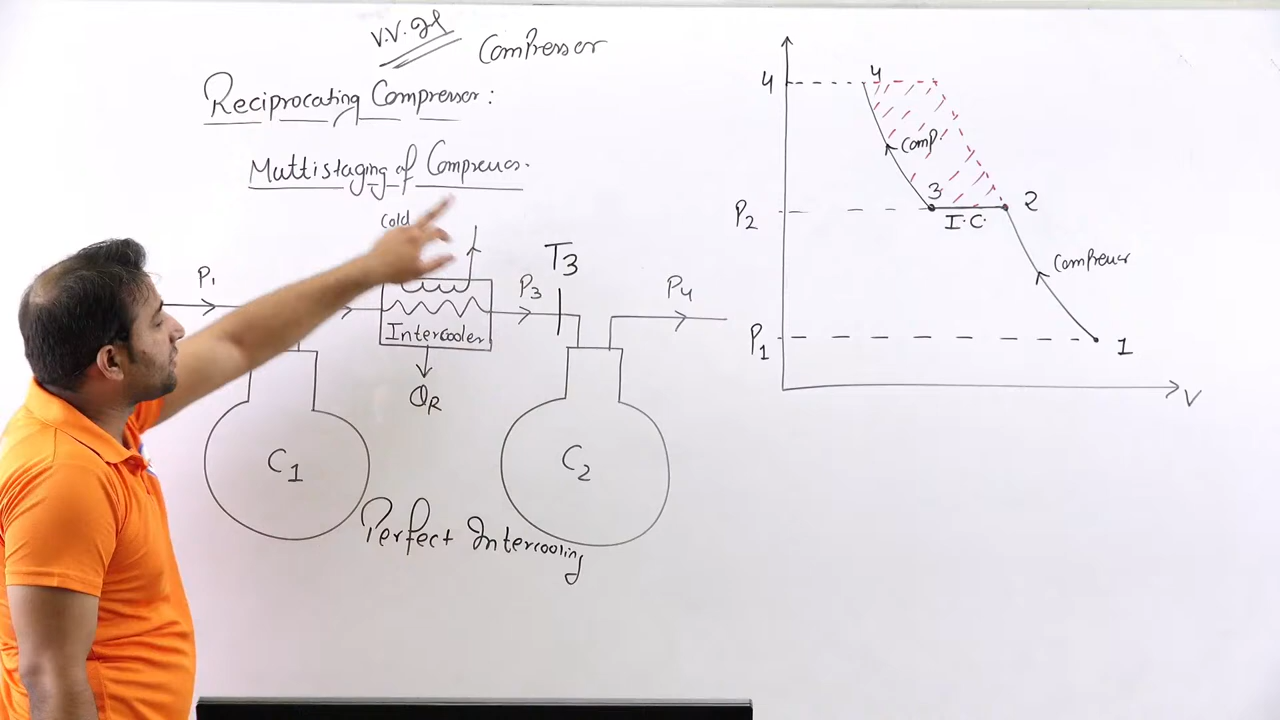 V.V. 
Compressor
Reciprocating Compressor:
Multistaging of Compressor.
Cold
P1
Intercooler
P3
T3
P4
QR
C1
C2
Perfect Intercooling
4
4
Comp.
P2
3
2
I.C.
Compressor
P1
1
V